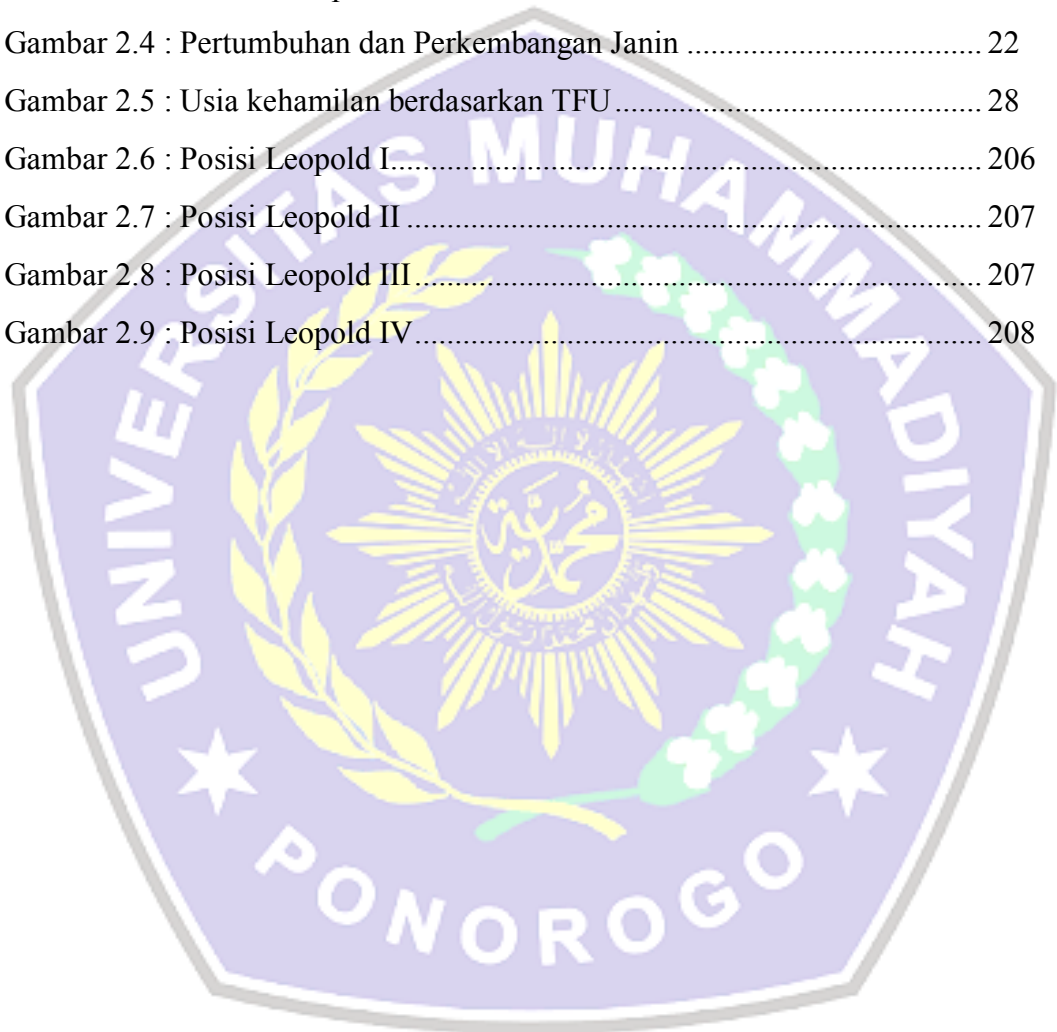 Gambar 2.4 : Pertumbuhan dan Perkembangan Janin ................................. 22
Gambar 2.5 : Usia kehamilan berdasarkan TFU ......................................... 28
Gambar 2.6 : Posisi Leopold I.................................................................. 206
Gambar 2.7 : Posisi Leopold II ................................................................ 207
Gambar 2.8 : Posisi Leopold III............................................................... 207
Gambar 2.9 : Posisi Leopold IV............................................................... 208
UNIVERSITAS MUHAMMADIYAH
PONOROGO
محمدية